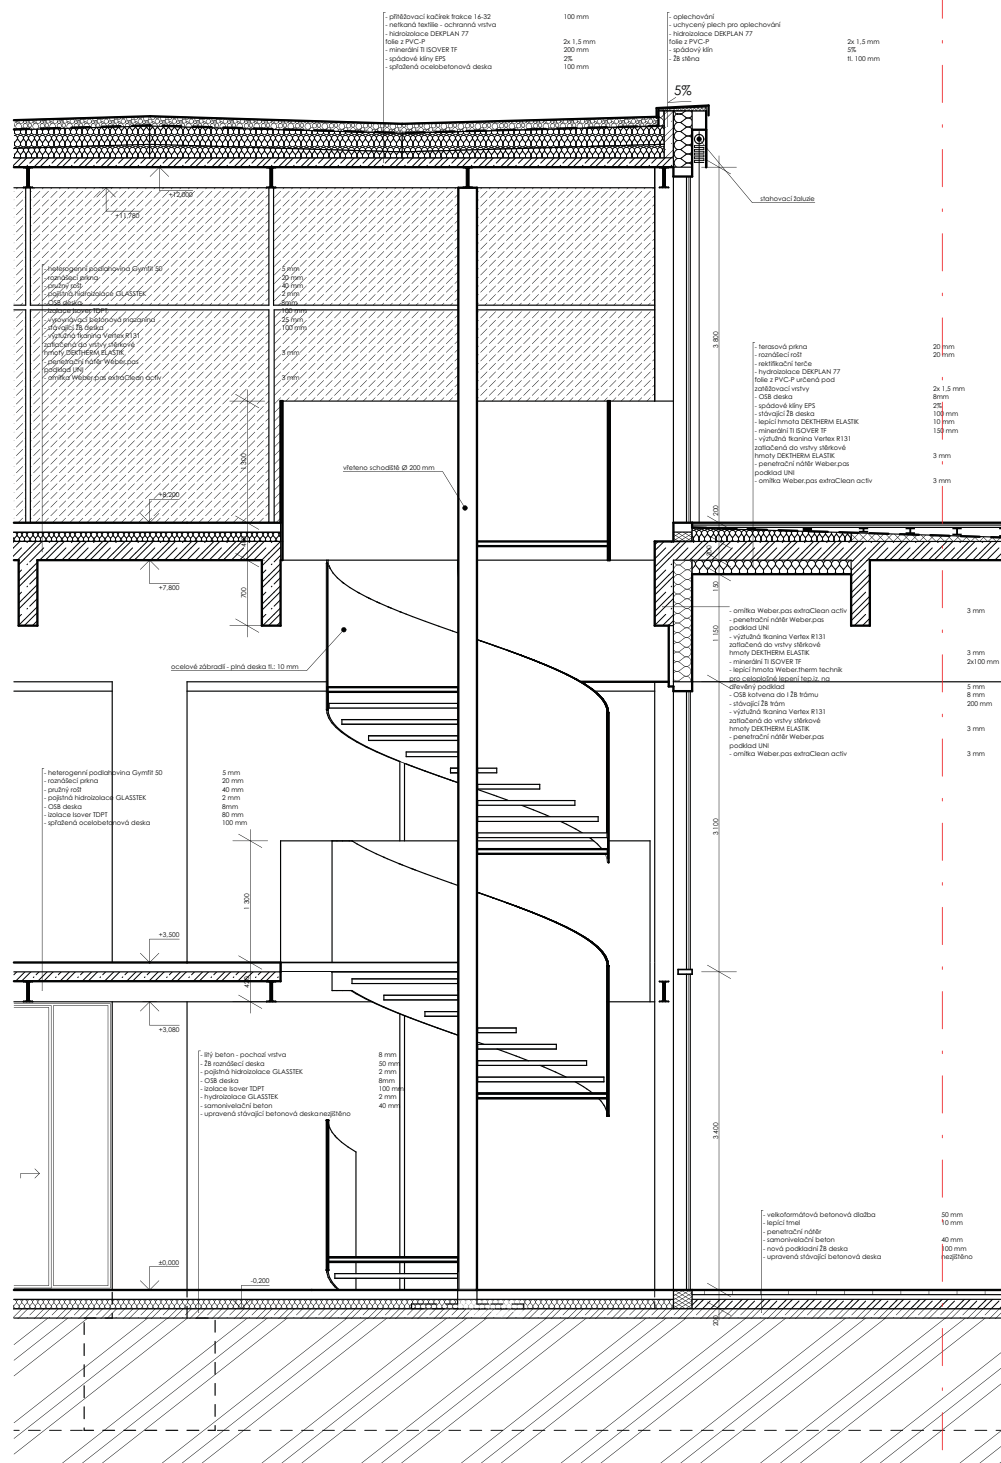 - přitěžovací kačírek frakce 16-32 100 mm
- netkaná textilie - ochranná vrstva
- hidroizolace DEKPLAN 77
folie z PVC-P 2x 1,5 mm
- minerální TI ISOVER TF 200 mm
- spádové klíny EPS 2%
- spřažená ocelobetonová deska 100 mm
- oplechování
- uchycený plech pro oplechování
- hidroizolace DEKPLAN 77
folie z PVC-P 2x 1,5 mm
- spádový klín 5%
- ŽB stěna tl. 100 mm
5%
stahovací žaluzie
+12,000
+11,780
- heterogenní podlahovina Gymfit 50 5 mm
- roznášecí prkna 20 mm
- pružný rošt 40 mm
- pojistná hidroizolace GLASSTEK 2 mm
- OSB deska 8mm
- izolace Isover TDPT 100 mm
- vyrovnávací betonová mazanina 25 mm
- stávající ŽB deska 100 mm
- výztužná tkanina Vertex R131
zatlačená do vrstvy stěrkové
hmoty DEKTHERM ELASTIK 3 mm
- penetrační nátěr Weber.pas
podklad UNI
- omítka Weber.pas extraClean activ 3 mm
3 800
- terasová prkna 20 mm
- roznášecí rošt 20 mm
- rektifikační terče
- hydroizolace DEKPLAN 77
folie z PVC-P určená pod
zatěžovací vrstvy 2x 1,5 mm
- OSB deska 8mm
- spádové klíny EPS 2%
- stávající ŽB deska 100 mm
- lepící hmota DEKTHERM ELASTIK 10 mm
- minerální TI ISOVER TF 150 mm
- výztužná tkanina Vertex R131
zatlačená do vrstvy stěrkové
hmoty DEKTHERM ELASTIK 3 mm
- penetrační nátěr Weber.pas
podklad UNI
- omítka Weber.pas extraClean activ 3 mm
1 300
vřeteno schodiště Ø 200 mm
+8,200
200
+7,800
700
150
1 150
- omítka Weber.pas extraClean activ 3 mm
- penetrační nátěr Weber.pas
podklad UNI
- výztužná tkanina Vertex R131
zatlačená do vrstvy stěrkové
hmoty DEKTHERM ELASTIK 3 mm
- minerální TI ISOVER TF 2x100 mm
- lepící hmota Weber.therm technik
pro celoplošné lepení tep.iz. na
dřevěný podklad 5 mm
- OSB kotvena do I ŽB trámu 8 mm
- stávající ŽB trám 200 mm
- výztužná tkanina Vertex R131
zatlačená do vrstvy stěrkové
hmoty DEKTHERM ELASTIK 3 mm
- penetrační nátěr Weber.pas
podklad UNI
- omítka Weber.pas extraClean activ 3 mm
ocelové zábradlí - plná deska tl.: 10 mm
- heterogenní podlahovina Gymfit 50 5 mm
- roznášecí prkna 20 mm
- pružný rošt 40 mm
- pojistná hidroizolace GLASSTEK 2 mm
- OSB deska 8mm
- izolace Isover TDPT 80 mm
- spřažená ocelobetonová deska 100 mm
3 100
1 300
+3,500
+3,080
- litý beton - pochozí vrstva 8 mm
- ŽB roznášecí deska 50 mm
- pojistná hidroizolace GLASSTEK 2 mm
- OSB deska 8mm
- izolace Isover TDPT 100 mm
- hydroizolace GLASSTEK 2 mm
- samonivelační beton 40 mm
- upravená stávající betonová deska nezjištěno
3 400
- velkoformátová betonová dlažba 50 mm
- lepící tmel 10 mm
- penetrační nátěr
- samonivelační beton 40 mm
- nová podkladní ŽB deska 100 mm
- upravená stávající betonová deska nezjištěno
±0,000
-0,200